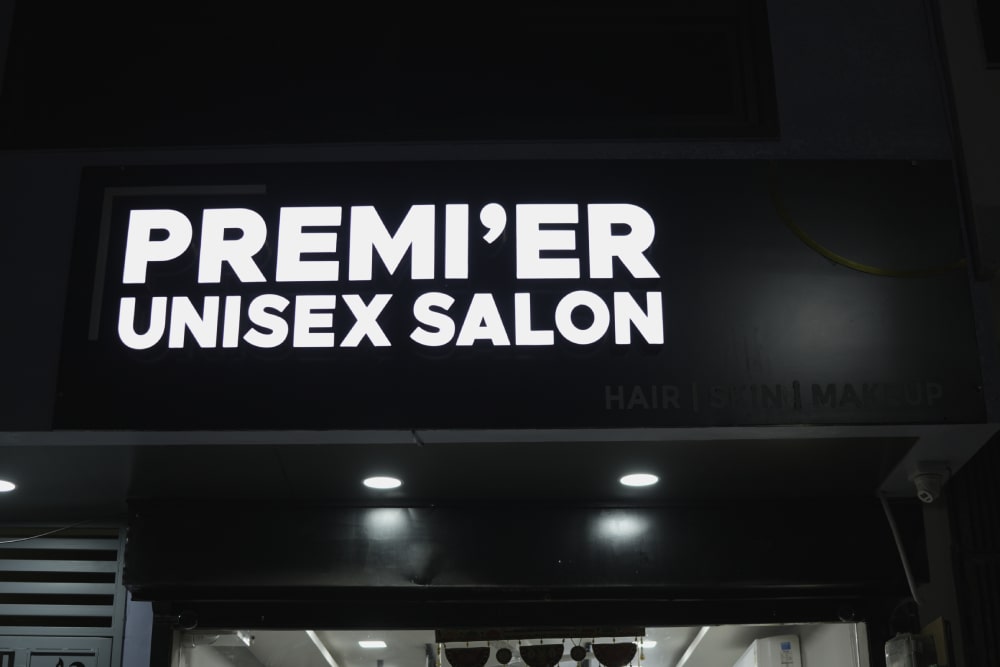 PREMI’ER
UNISEX SALON
HAIR | SKIN | MAKEUP